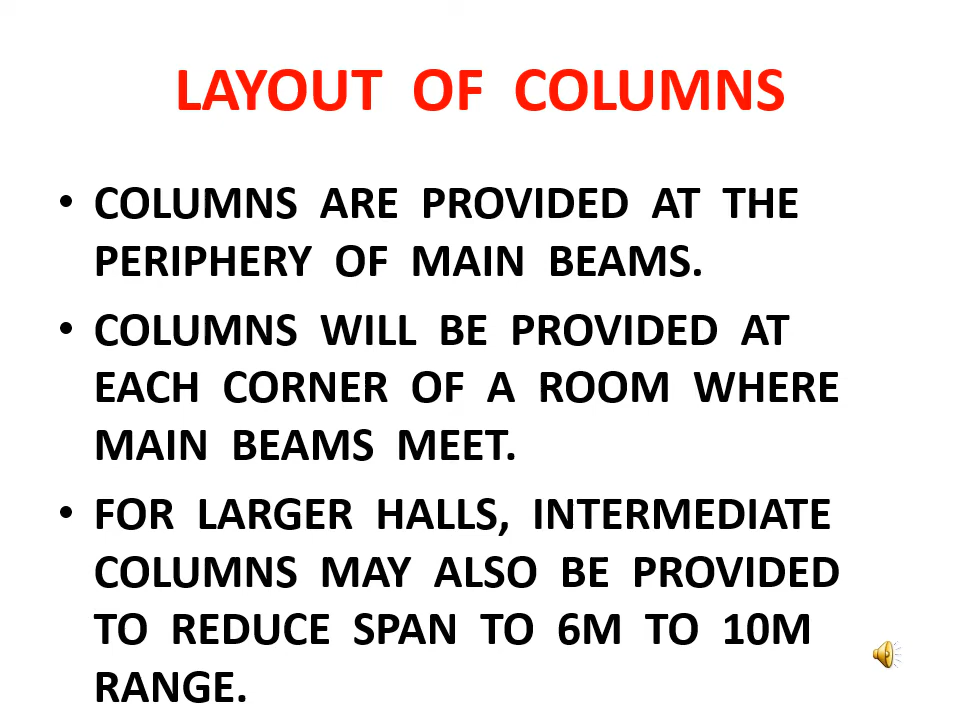 LAYOUT OF COLUMNS
• COLUMNS ARE PROVIDED AT THE
PERIPHERY OF MAIN BEAMS.
• COLUMNS WILL BE PROVIDED AT
EACH CORNER OF A ROOM WHERE
MAIN BEAMS MEET.
• FOR LARGER HALLS, INTERMEDIATE
COLUMNS MAY ALSO BE PROVIDED
TO REDUCE SPAN TO 6M TO 10M
RANGE.